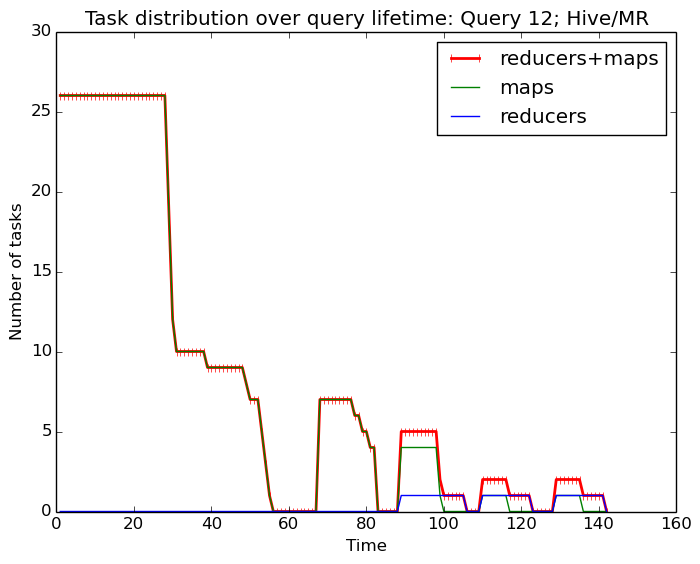 Task distribution over query lifetime: Query 12; Hive/MR
30
25
20
15
10
5
0
Number of tasks
reducers+maps
maps
reducers
0 20 40 60 80 100 120 140 160
Time